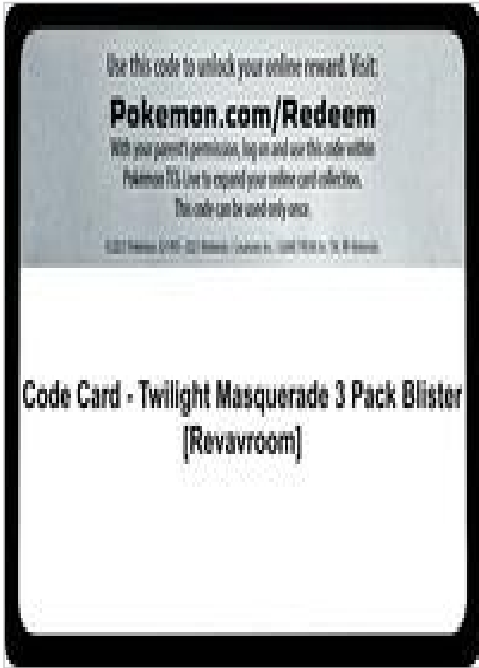 Use this code to unlock your online reward. Visit:
Pokemon.com/Redeem
With your parent's permission, log on and use this code within
Pokémon TCG Live to expand your online card collection.
This code can be used only once.
Code Card - Twilight Masquerade 3 Pack Blister
[Revavroom]